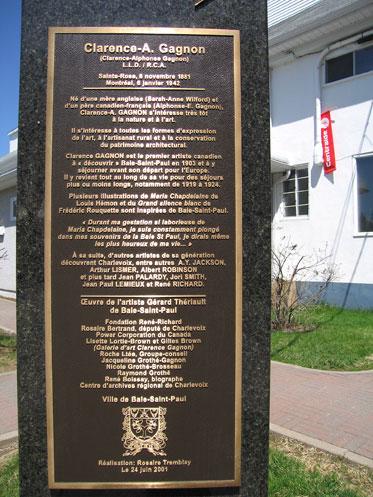 Clarence-A. Gagnon
(Clarence-Alphonse Gagnon)
L.L.D. / R.C.A.
Sainte-Rose, 8 novembre 1881
Montréal, 6 janvier 1942
Né d'une mère anglaise (Sarah-Anne Wilford) et
d'un père canadien-français (Alphonse-E. Gagnon),
Clarence-A. GAGNON s'intéresse très tôt
à la nature et à l'art.
Il s'intéresse à toutes les formes d'expression
de l'art, à l'artisanat rural et à la conservation
du patrimoine architectural.
Clarence GAGNON est le premier artiste canadien
à « découvrir » Baie-Saint-Paul en 1903 et à y
séjourner avant son départ pour l'Europe.
Il y revient tout au long de sa vie pour des séjours
plus ou moins longs, notamment de 1919 à 1924.
Plusieurs illustrations de Maria Chapdelaine de
Louis Hémon et du Grand silence blanc de
Frédéric Rouquette sont inspirées de Baie-Saint-Paul.
« Durant ma gestation si laborieuse de
Maria Chapdelaine, je suis constamment plongé
dans mes souvenirs de la Baie St Paul, je dirais même
les plus heureux de ma vie... »
À sa suite, d'autres artistes de sa génération
découvrent Charlevoix, entre autres A.Y. JACKSON,
Arthur LISMER, Albert ROBINSON
et plus tard Jean PALARDY, Jori SMITH,
Jean Paul LEMIEUX et René RICHARD.
Œuvre de l'artiste Gérard Thériault
de Baie-Saint-Paul
Fondation René-Richard
Rosaire Bertrand, député de Charlevoix
Power Corporation du Canada
Lisette Lortie-Brown et Gilles Brown
(Galerie d'art Clarence Gagnon)
Roche Ltée, Groupe-conseil
Jacqueline Grothé-Gagnon
Nicole Grothé-Brosseau
Raymond Grothé
René Boissay, biographe
Centre d'archives régional de Charlevoix
Ville de Baie-Saint-Paul
Réalisation: Rosaire Tremblay
Le 24 juin 2001
Centraide